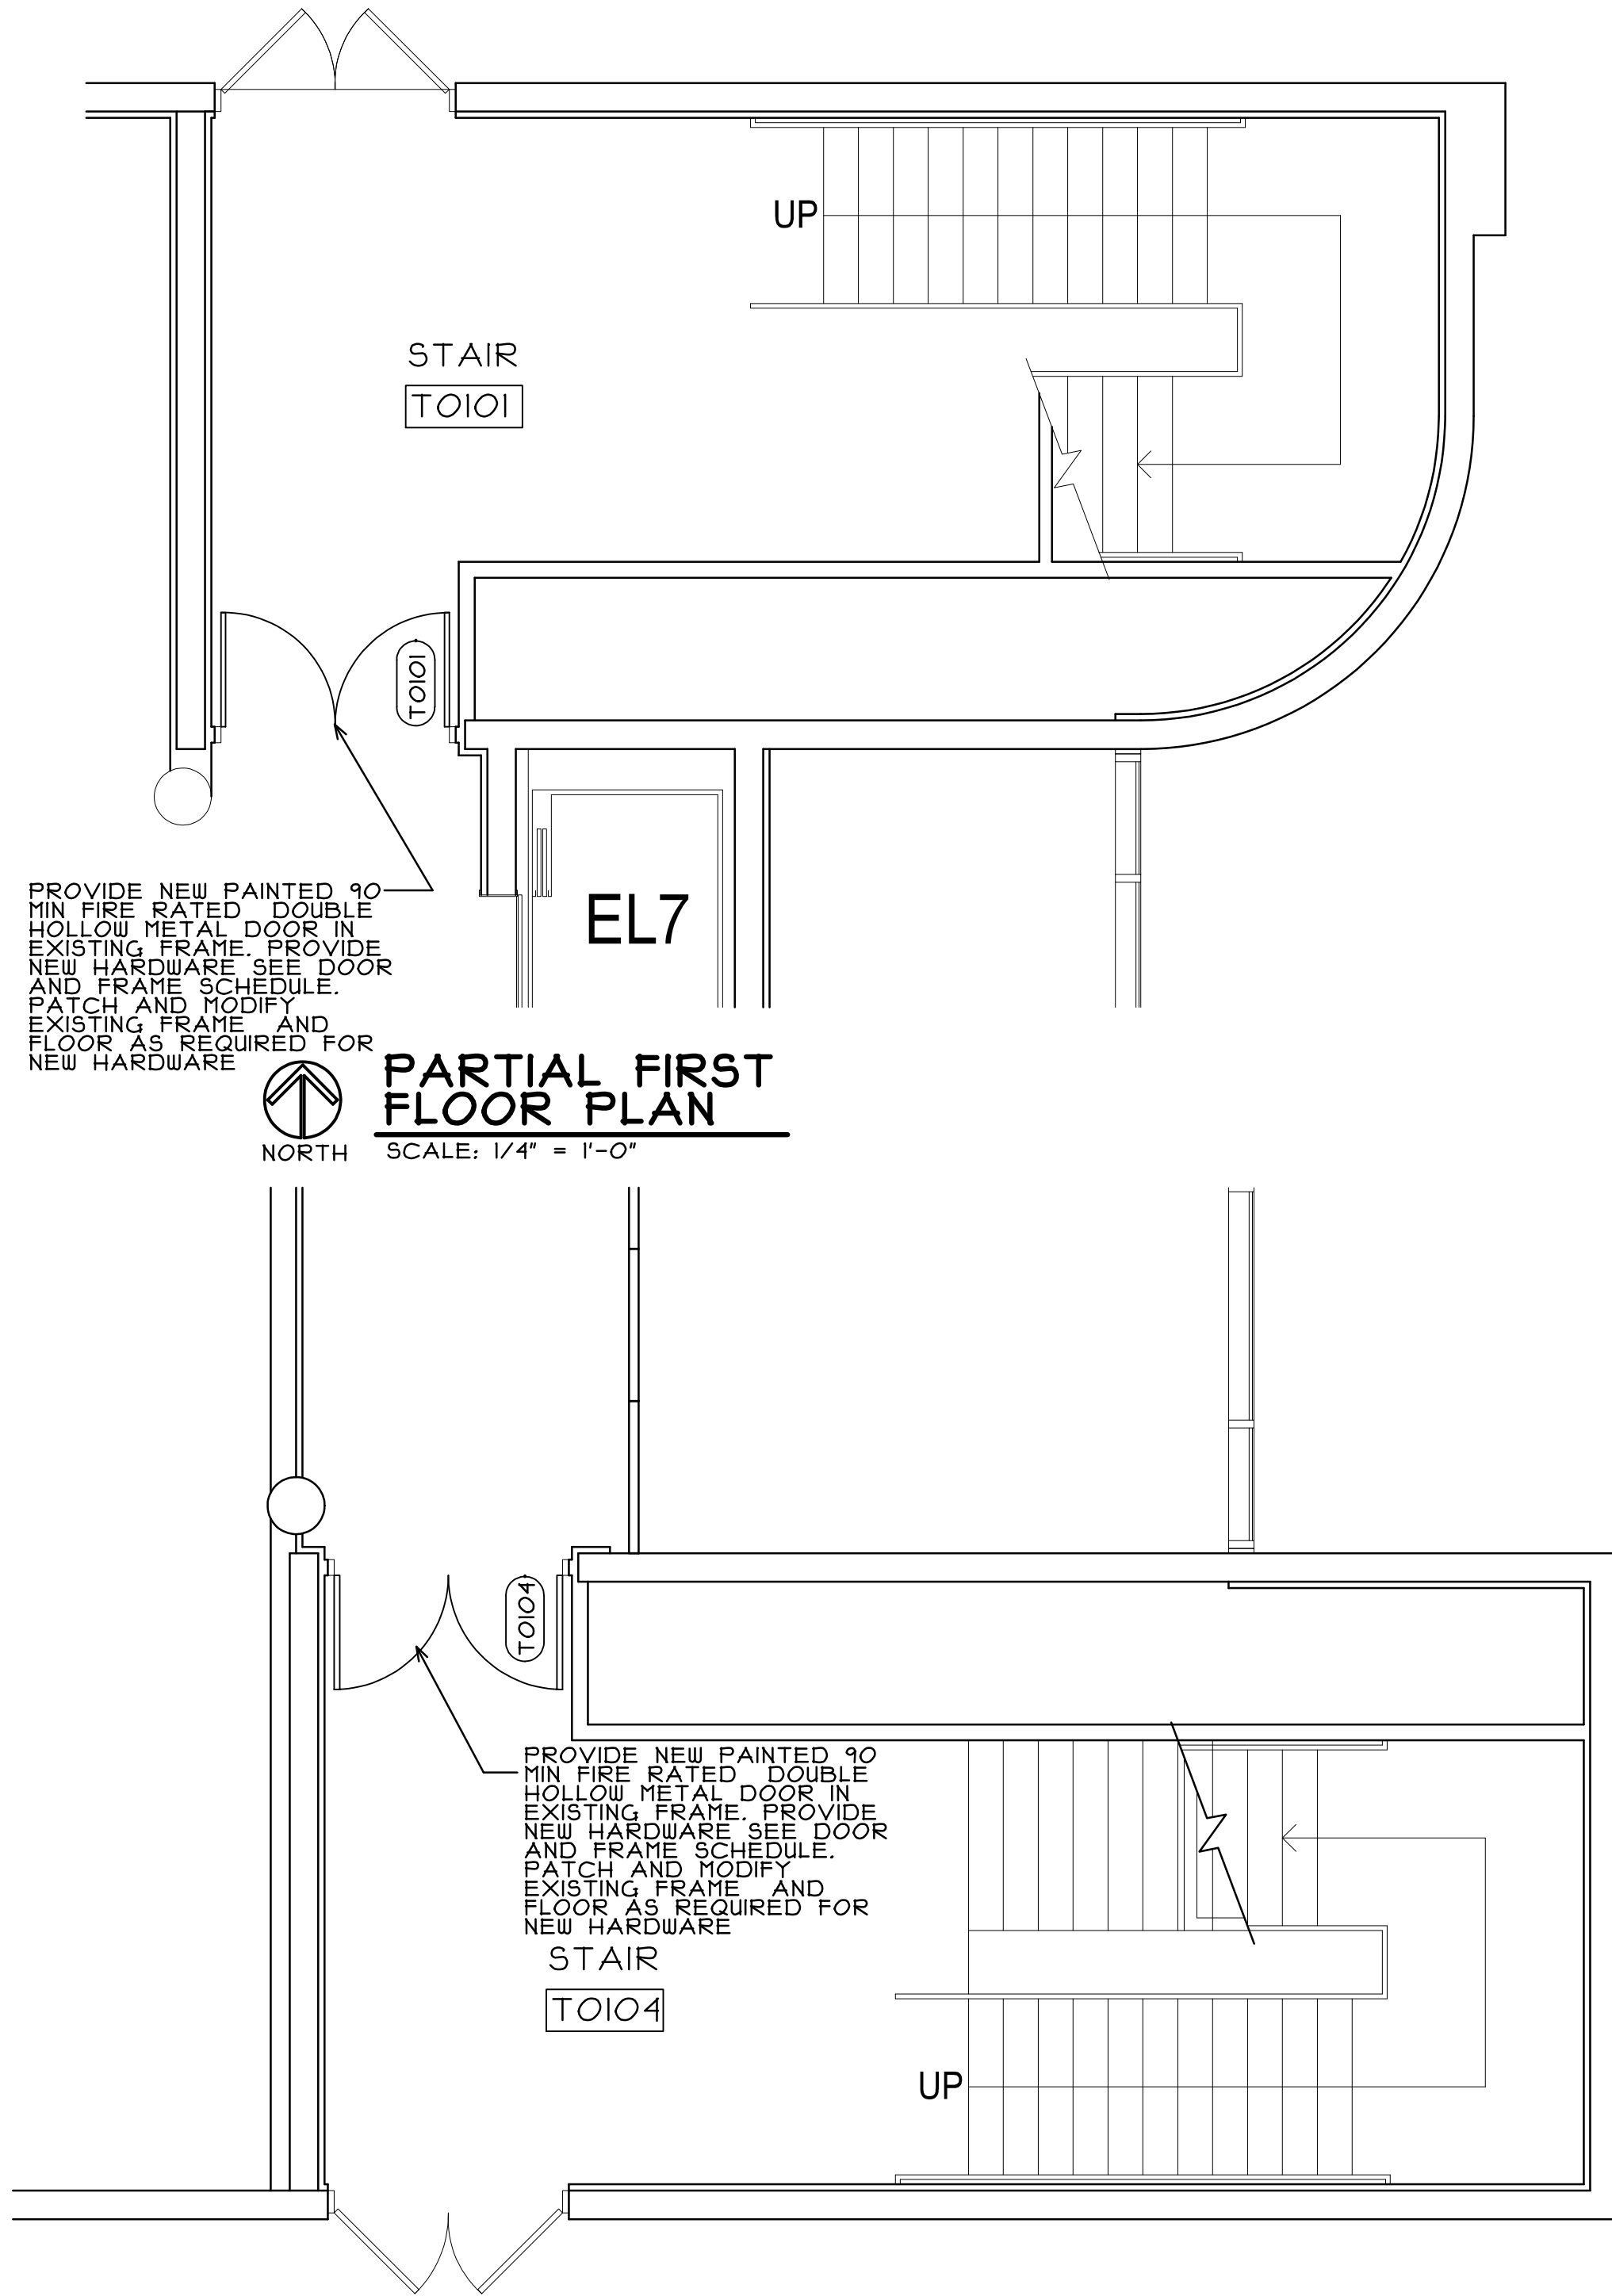 UP
STAIR
T0101
T0101
PROVIDE NEW PAINTED 90
MIN FIRE RATED DOUBLE
HOLLOW METAL DOOR IN
EXISTING FRAME. PROVIDE
NEW HARDWARE SEE DOOR
AND FRAME SCHEDULE.
PATCH AND MODIFY
EXISTING FRAME AND
FLOOR AS REQUIRED FOR
NEW HARDWARE
EL7
PARTIAL FIRST
FLOOR PLAN
NORTH
SCALE: 1/4" = 1'-0"
T0104
PROVIDE NEW PAINTED 90
MIN FIRE RATED DOUBLE
HOLLOW METAL DOOR IN
EXISTING FRAME. PROVIDE
NEW HARDWARE SEE DOOR
AND FRAME SCHEDULE.
PATCH AND MODIFY
EXISTING FRAME AND
FLOOR AS REQUIRED FOR
NEW HARDWARE
STAIR
T0104
UP